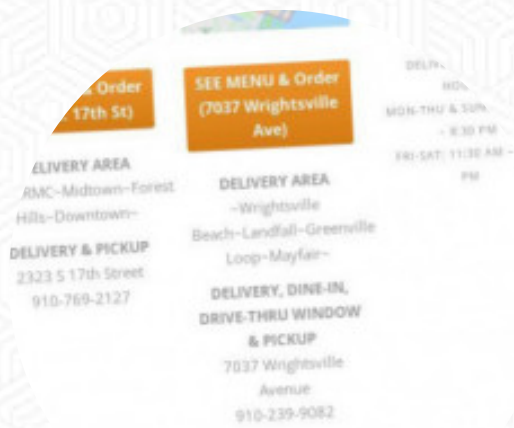 & Order
17th St)
ELIVERY AREA
RMC~Midtown~Forest
Hills~Downtown~
DELIVERY & PICKUP
2323 S 17th Street
910-769-2127
SEE MENU & Order
(7037 Wrightsville
Ave)
DELIVERY AREA
~Wrightsville
Beach~Landfall~Greenville
Loop~Mayfair~
DELIVERY, DINE-IN,
DRIVE-THRU WINDOW
& PICKUP
7037 Wrightsville
Avenue
910-239-9082
MON-THU & SUN
- 8:30 PM
FRI-SAT: 11:30 AM -
PM